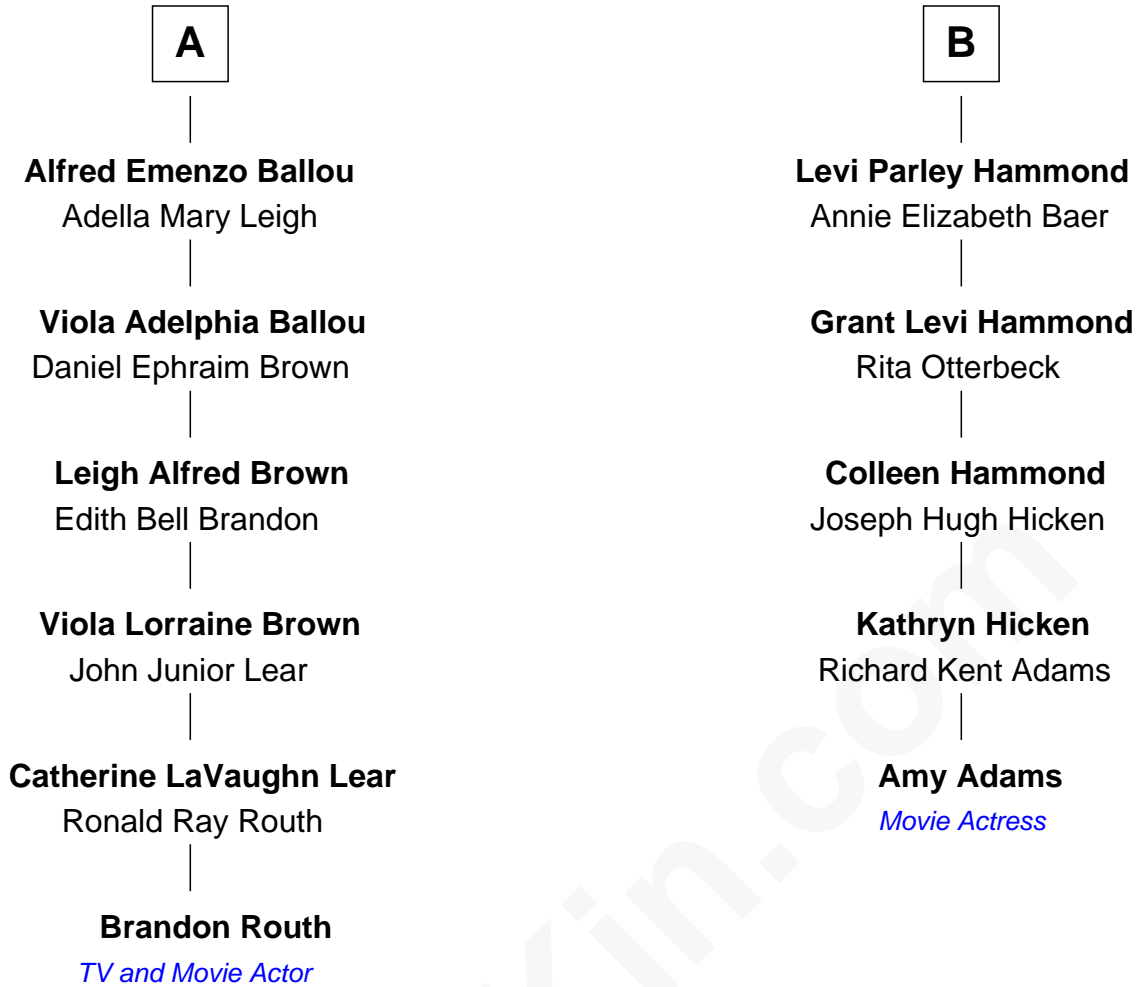 A
Alfred Emenzo Ballou
Adella Mary Leigh
Viola Adelphia Ballou
Daniel Ephraim Brown
Leigh Alfred Brown
Edith Bell Brandon
Viola Lorraine Brown
John Junior Lear
Catherine LaVaughn Lear
Ronald Ray Routh
Brandon Routh
TV and Movie Actor
B
Levi Parley Hammond
Annie Elizabeth Baer
Grant Levi Hammond
Rita Otterbeck
Colleen Hammond
Joseph Hugh Hicken
Kathryn Hicken
Richard Kent Adams
Amy Adams
Movie Actress
Kin.com